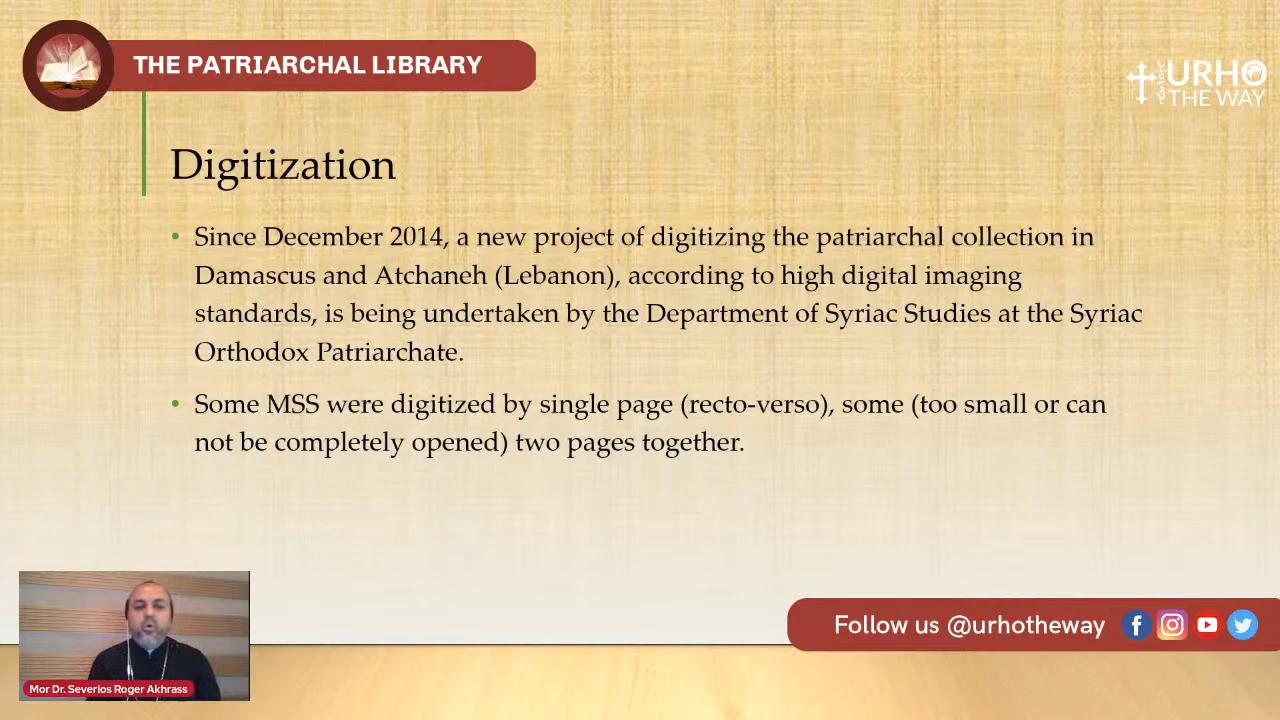 THE PATRIARCHAL LIBRARY
URHO
THE WAY
Digitization
• Since December 2014, a new project of digitizing the patriarchal collection in
Damascus and Atchaneh (Lebanon), according to high digital imaging
standards, is being undertaken by the Department of Syriac Studies at the Syriac
Orthodox Patriarchate.
• Some MSS were digitized by single page (recto-verso), some (too small or can
not be completely opened) two pages together.
Follow us @urhotheway
Mor Dr. Severios Roger Akhrass